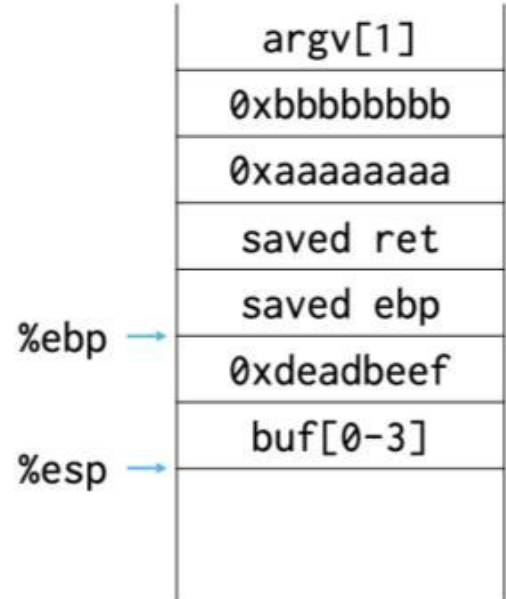 argv[1]
0xbbbbbbbb
0xaaaaaaaa
saved ret
saved ebp
%ebp
0xdeadbeef
buf[0-3]
%esp